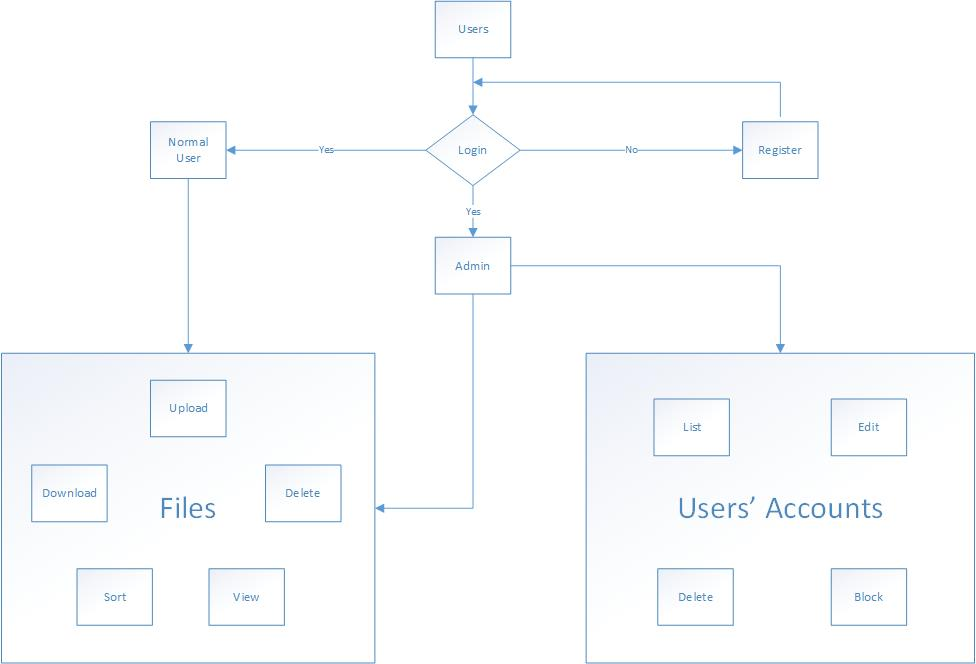 Users
Normal
User
Yes
Login
No
Register
Yes
Admin
Upload
Download
Delete
Files
Sort
View
List
Edit
Users’ Accounts
Delete
Block